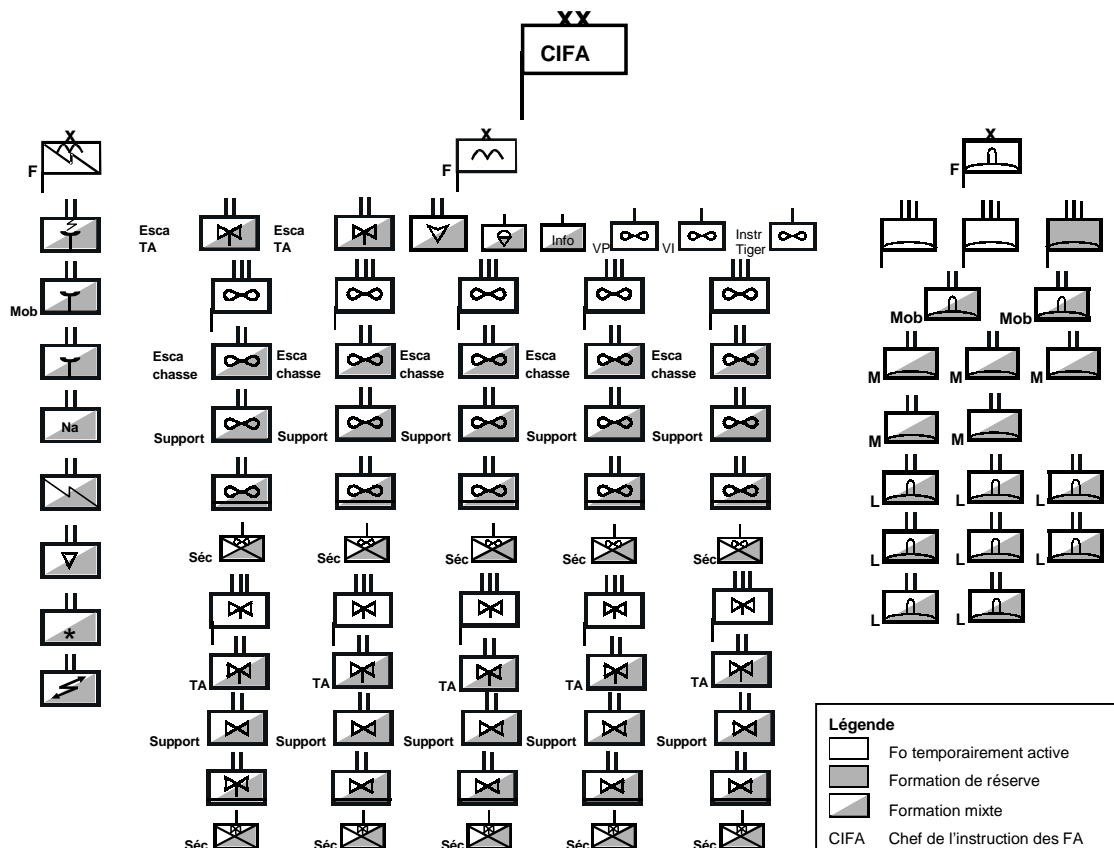 XX
CIFA
X
X
X
F
F
F
Esca TA
Esca TA
Info
VP
VI
Instr Tiger
Mob
Mob
Mob
Esca chasse
Esca chasse
Esca chasse
Esca chasse
Esca chasse
M
M
M
Na
Support
Support
Support
Support
Support
M
M
L
L
L
Séc
Séc
Séc
Séc
Séc
L
L
L
L
L
*
TA
TA
TA
TA
TA
Support
Support
Support
Support
Support
Séc
Séc
Séc
Séc
Séc
Légende
Fo temporairement active
Formation de réserve
Formation mixte
CIFA Chef de l'instruction des FA